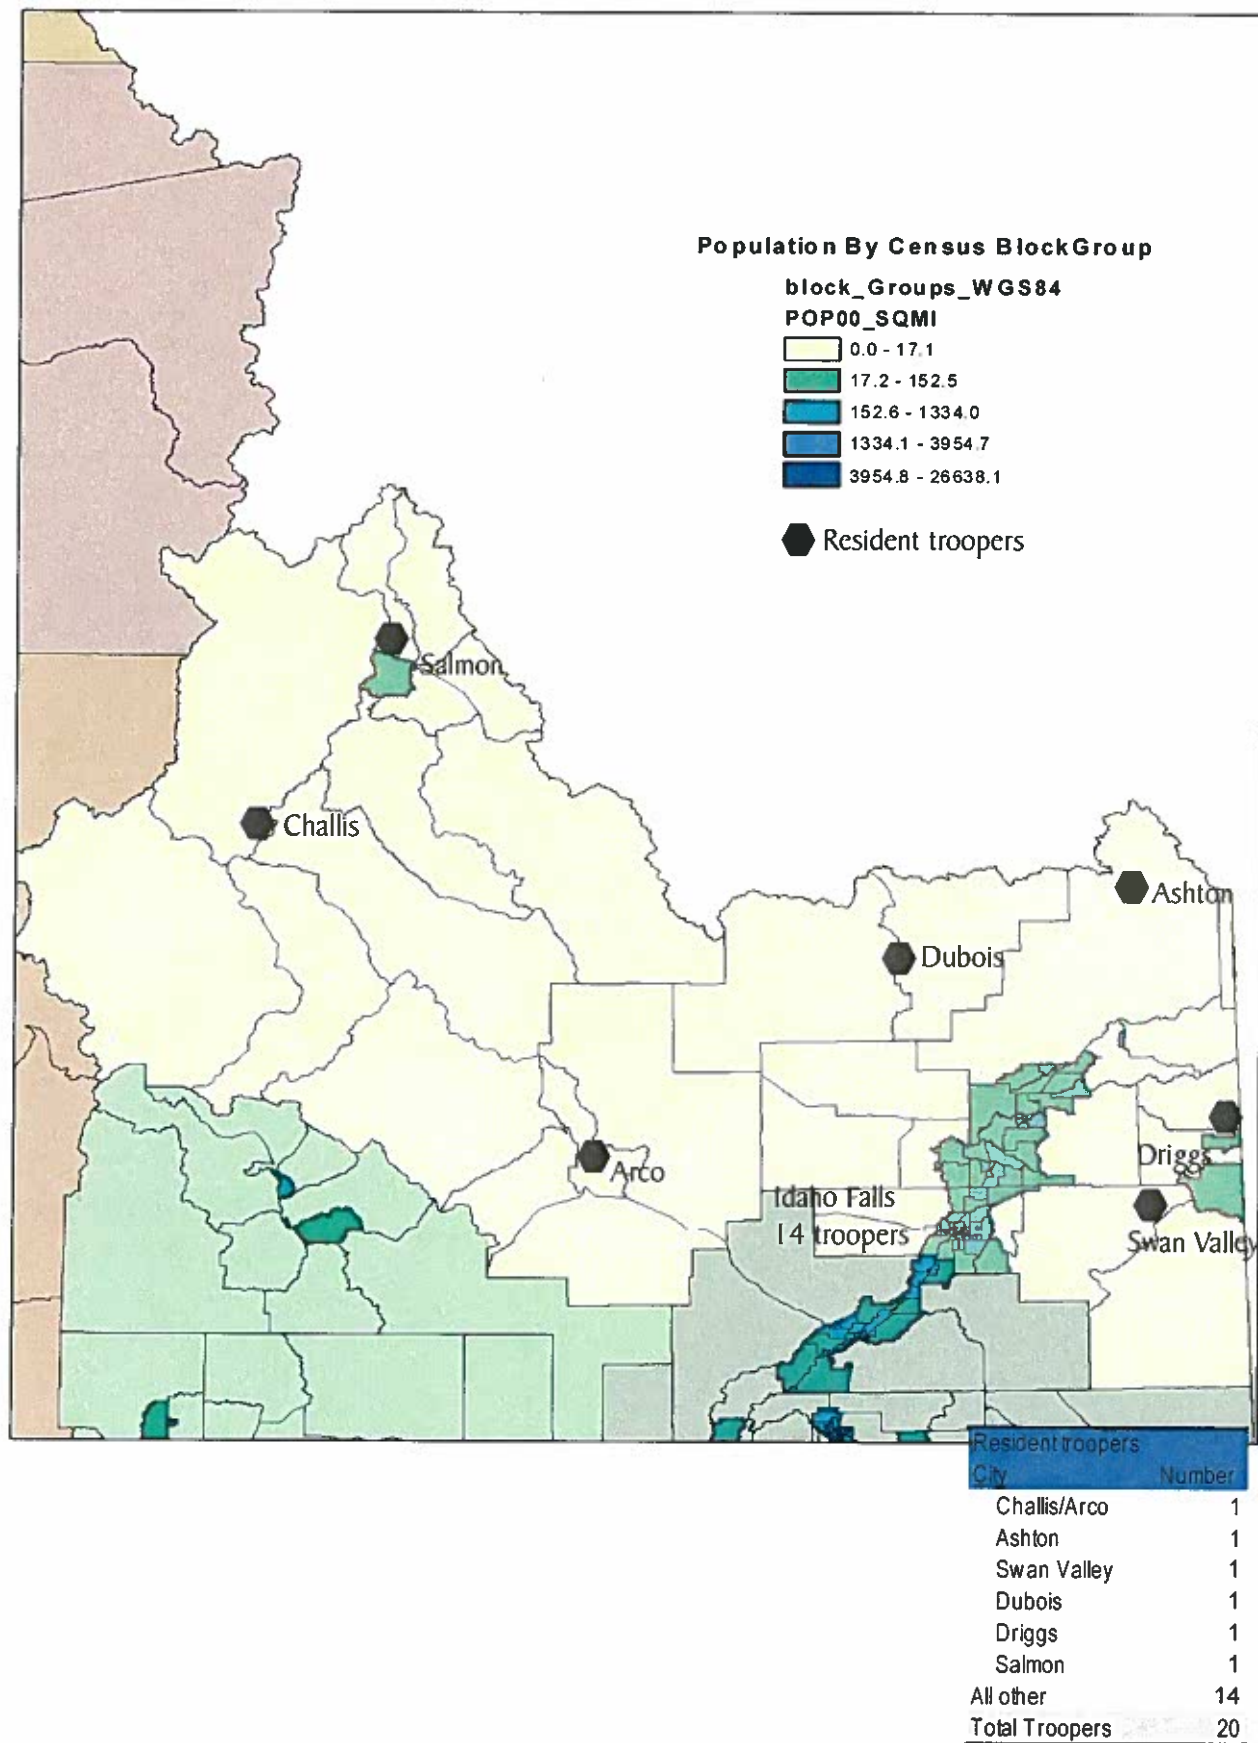 Population By Census BlockGroup
block_Groups_WGS84
POP00_SQMI
0.0 - 17.1
17.2 - 152.5
152.6 - 1334.0
1334.1 - 3954.7
3954.8 - 26638.1
Resident troopers
Salmon
Challis
Ashton
Dubois
Driggs
Arco
Idaho Falls
14 troopers
Swan Valley
Resident troopers
City Number
Challis/Arco 1
Ashton 1
Swan Valley 1
Dubois 1
Driggs 1
Salmon 1
All other 14
Total Troopers 20